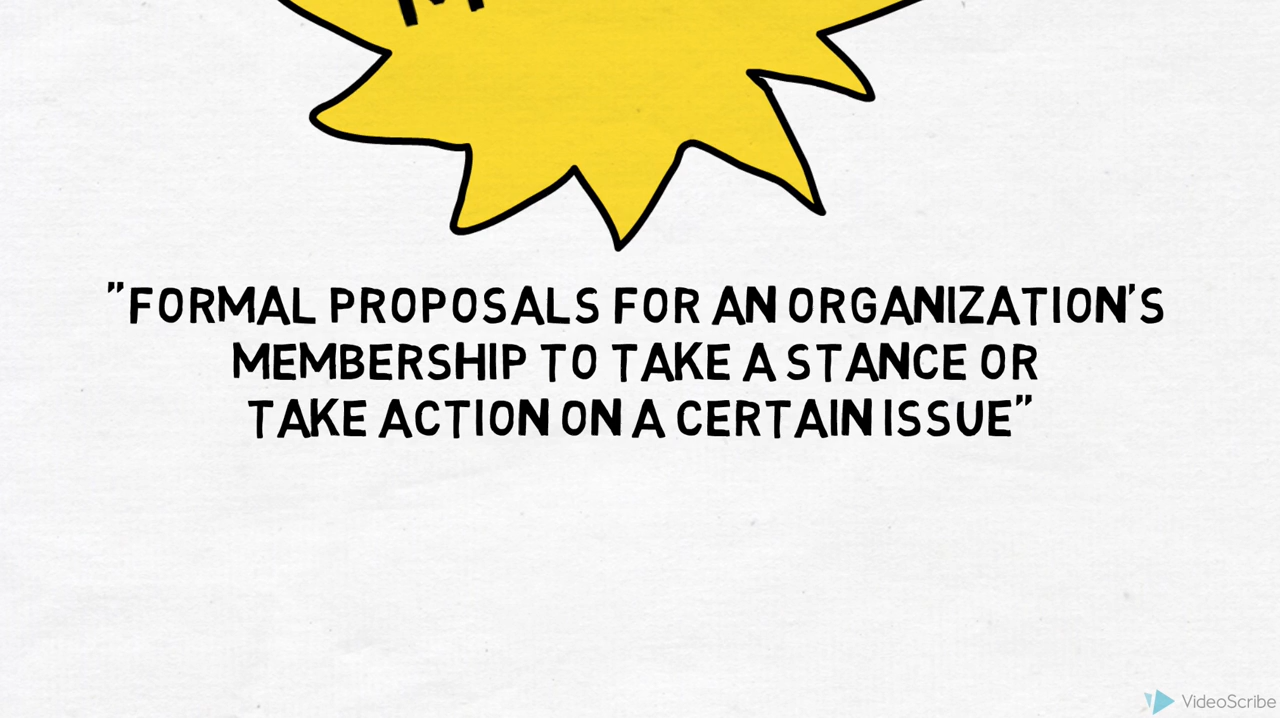 "FORMAL PROPOSALS FOR AN ORGANIZATION'S
MEMBERSHIP TO TAKE A STANCE OR
TAKE ACTION ON A CERTAIN ISSUE"
VideoScribe